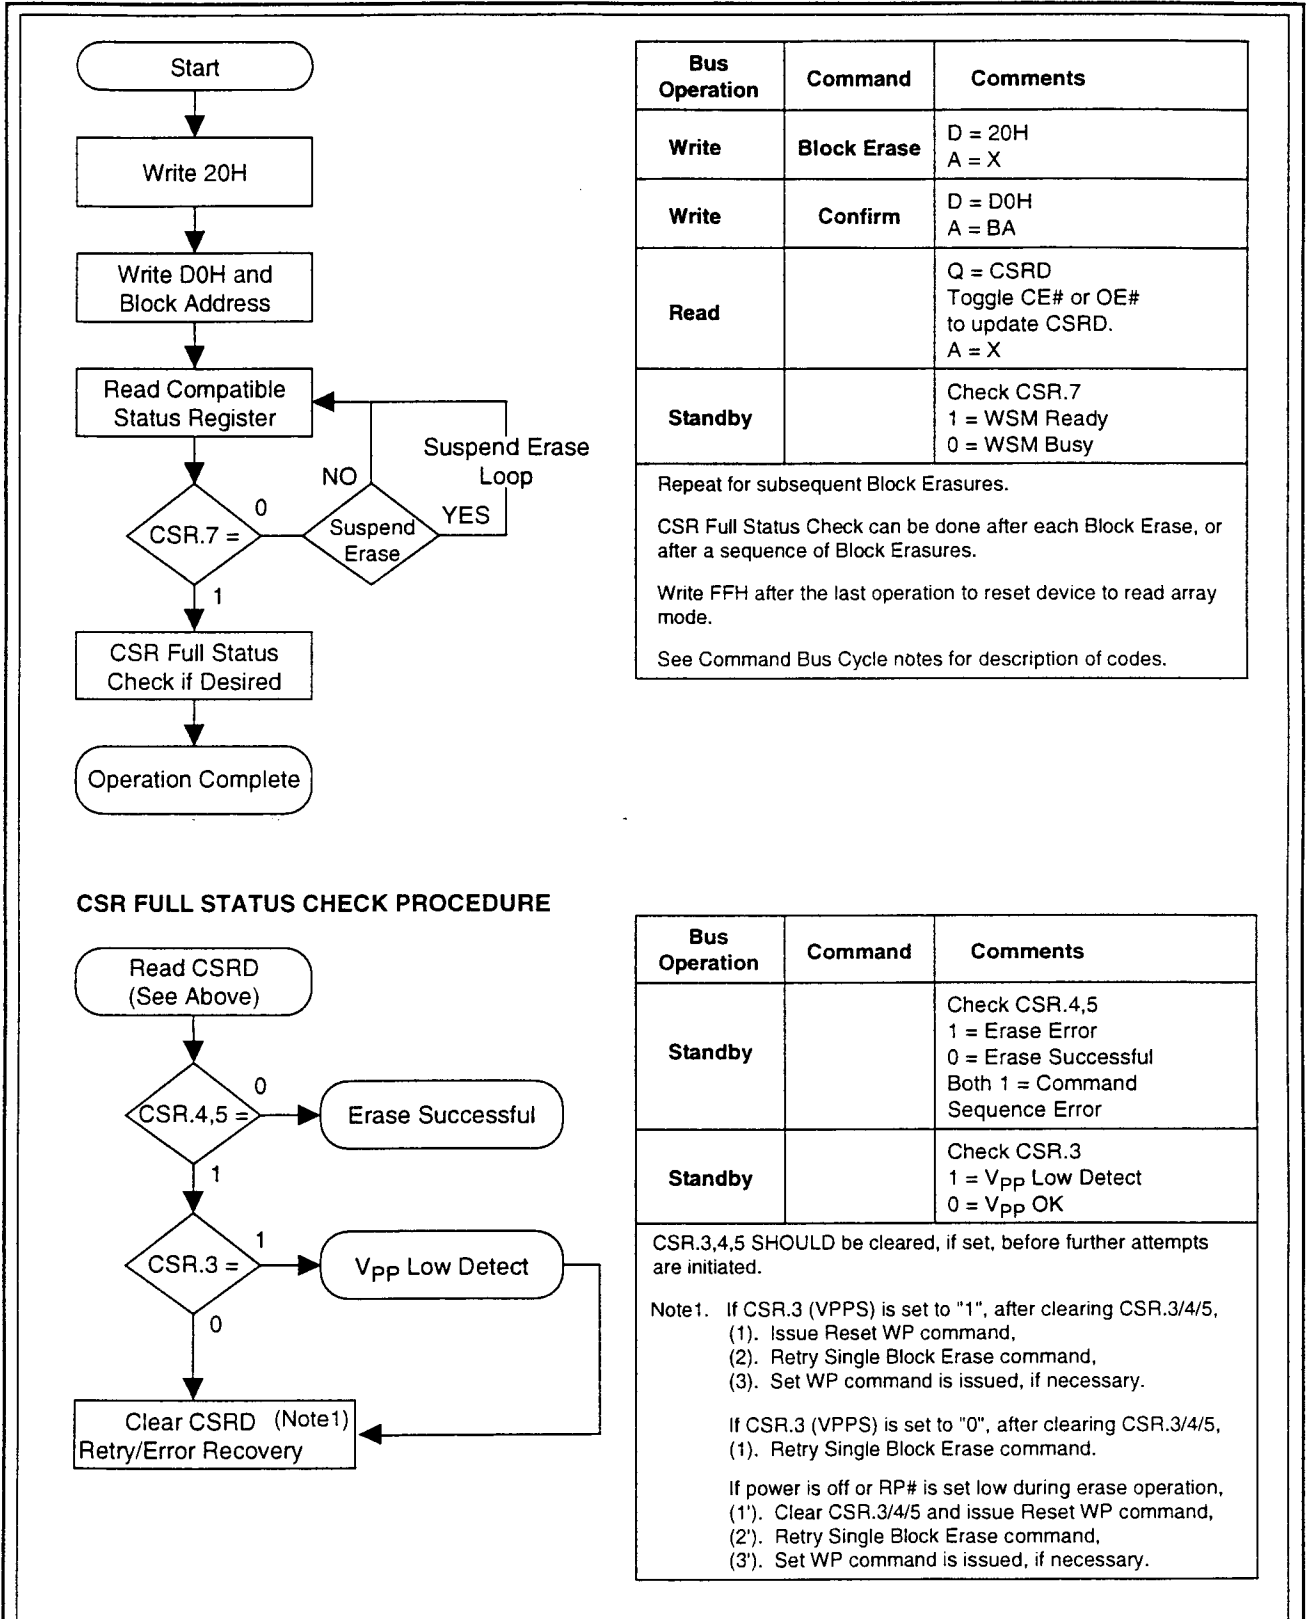 Start
Write 20H
Write D0H and
Block Address
Read Compatible
Status Register
Suspend Erase
Loop
NO
YES
0
CSR.7 =
Suspend
Erase
1
CSR Full Status
Check if Desired
Operation Complete
Bus
Operation
Command
Comments
Write
Block Erase
D = 20H
A = X
Write
Confirm
D = D0H
A = BA
Read
Q = CSRD
Toggle CE# or OE#
to update CSRD.
A = X
Standby
Check CSR.7
1 = WSM Ready
0 = WSM Busy
Repeat for subsequent Block Erasures.
CSR Full Status Check can be done after each Block Erase, or
after a sequence of Block Erasures.
Write FFH after the last operation to reset device to read array
mode.
See Command Bus Cycle notes for description of codes.
CSR FULL STATUS CHECK PROCEDURE
Read CSRD
(See Above)
0
CSR.4,5 =
Erase Successful
1
1
CSR.3 =
VPP Low Detect
0
Clear CSRD (Note1)
Retry/Error Recovery
Bus
Operation
Command
Comments
Standby
Check CSR.4,5
1 = Erase Error
0 = Erase Successful
Both 1 = Command
Sequence Error
Standby
Check CSR.3
1 = VPP Low Detect
0 = VPP OK
CSR.3,4,5 SHOULD be cleared, if set, before further attempts
are initiated.
Note1. If CSR.3 (VPPS) is set to "1", after clearing CSR.3/4/5,
(1). Issue Reset WP command,
(2). Retry Single Block Erase command,
(3). Set WP command is issued, if necessary.
If CSR.3 (VPPS) is set to "0", after clearing CSR.3/4/5,
(1). Retry Single Block Erase command.
If power is off or RP# is set low during erase operation,
(1'). Clear CSR.3/4/5 and issue Reset WP command,
(2'). Retry Single Block Erase command,
(3'). Set WP command is issued, if necessary.